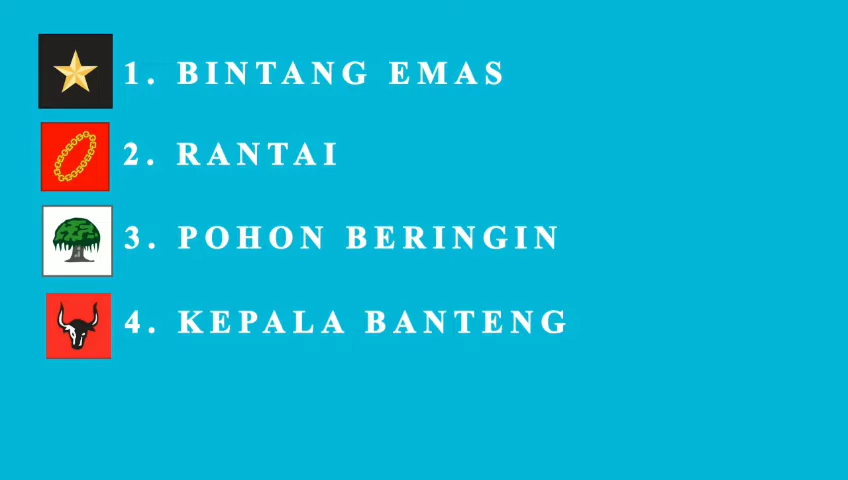 1. BINTANG EMAS
2. RANTAI
3. POHON BERINGIN
4. KEPALA BANTENG